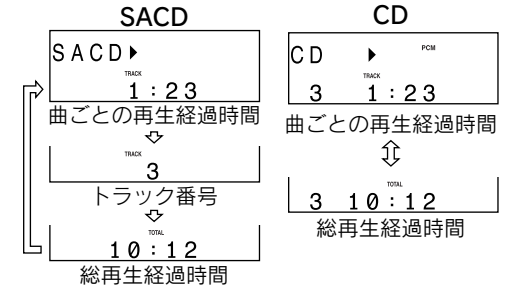 SACD
SACD▶
TRACK
1:23
曲ごとの再生経過時間
TRACK
3
トラック番号
TOTAL
10:12
総再生経過時間
CD
CD ▶ PCM
TRACK
3 1:23
曲ごとの再生経過時間
TOTAL
3 10:12
総再生経過時間